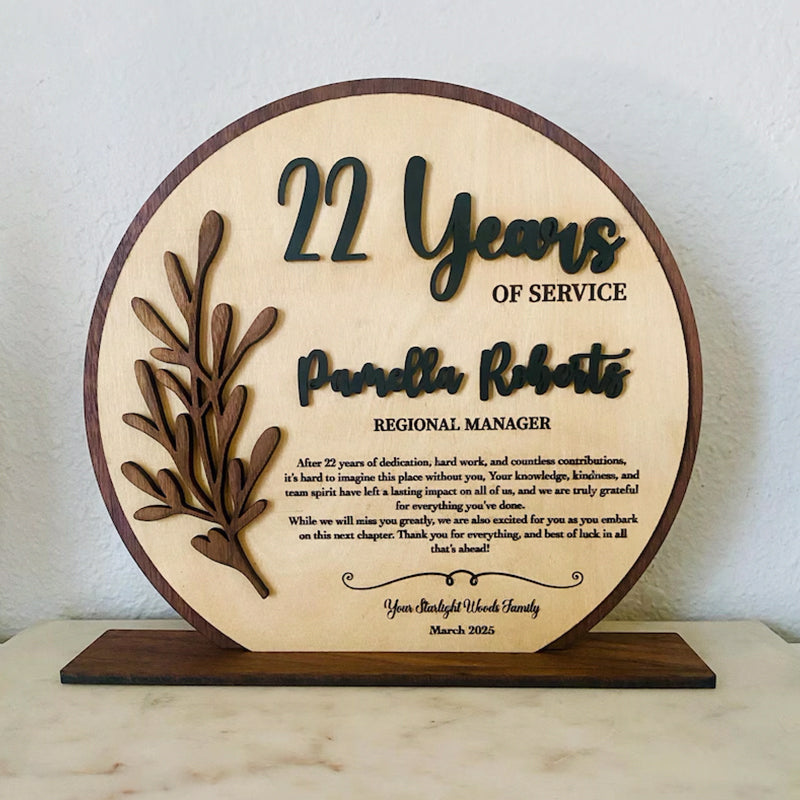 22 Years
OF SERVICE
Pamella Roberts
REGIONAL MANAGER
After 22 years of dedication, hard work, and countless contributions,
it's hard to imagine this place without you, Your knowledge, kindness, and
team spirit have left a lasting impact on all of us, and we are truly grateful
for everything you've done.
While we will miss you greatly, we are also excited for you as you embark
on this next chapter. Thank you for everything, and best of luck in all
that's ahead!
Your Starlight Woods Family
March 2025